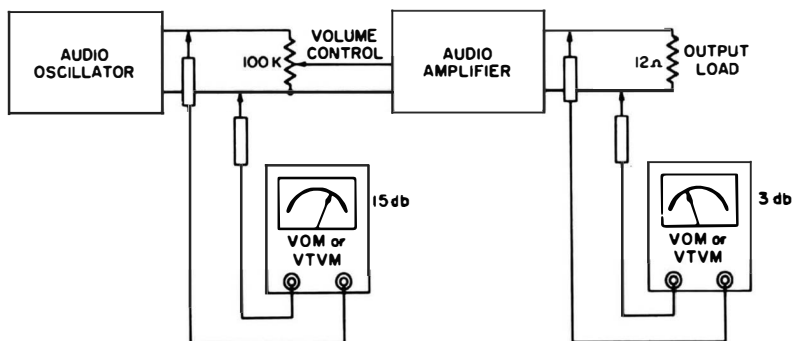 AUDIO
OSCILLATOR
100 K
VOLUME
CONTROL
AUDIO
AMPLIFIER
12Ω
OUTPUT
LOAD
15 db
VOM or
VTVM
3 db
VOM or
VTVM